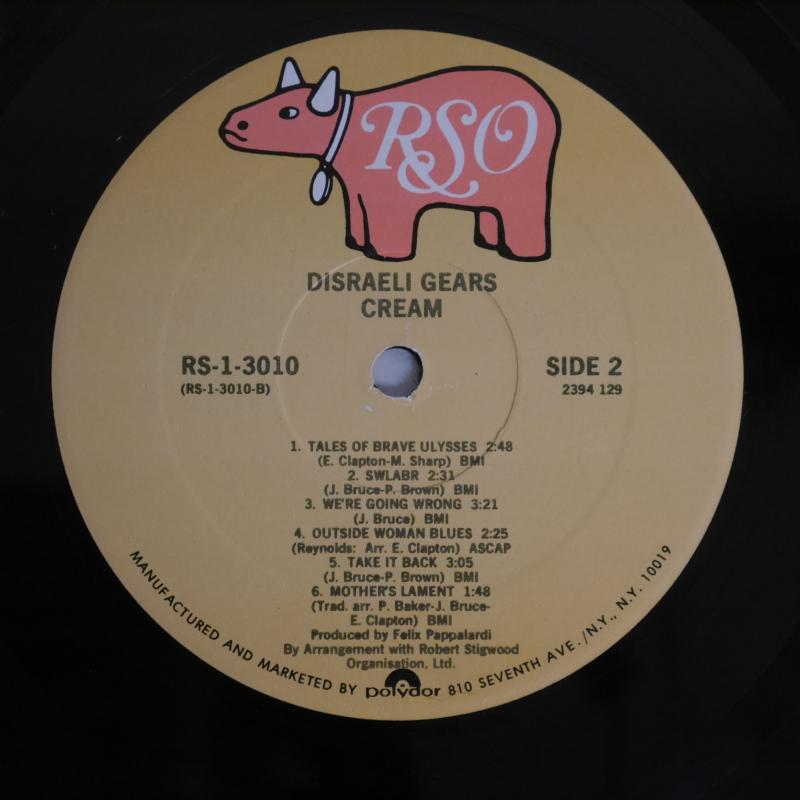 RSO
DISRAELI GEARS
CREAM
RS-1-3010
(RS-1-3010-B)
SIDE 2
2394 129
1. TALES OF BRAVE ULYSSES 2:48
(E. Clapton-M. Sharp) BMI
2. SWLABR 2:31
(J. Bruce-P. Brown) BMI
3. WE'RE GOING WRONG 3:21
(J. Bruce) BMI
4. OUTSIDE WOMAN BLUES 2:25
(Reynolds: Arr. E. Clapton) ASCAP
5. TAKE IT BACK 3:05
(J. Bruce-P. Brown) BMI
6. MOTHER'S LAMENT 1:48
(Trad. arr. P. Baker-J. Bruce-
E. Clapton) BMI
Produced by Felix Pappalardi
By Arrangement with Robert Stigwood
Organisation, Ltd.
MANUFACTURED AND MARKETED BY polydor 810 SEVENTH AVE./N.Y., N.Y. 10019